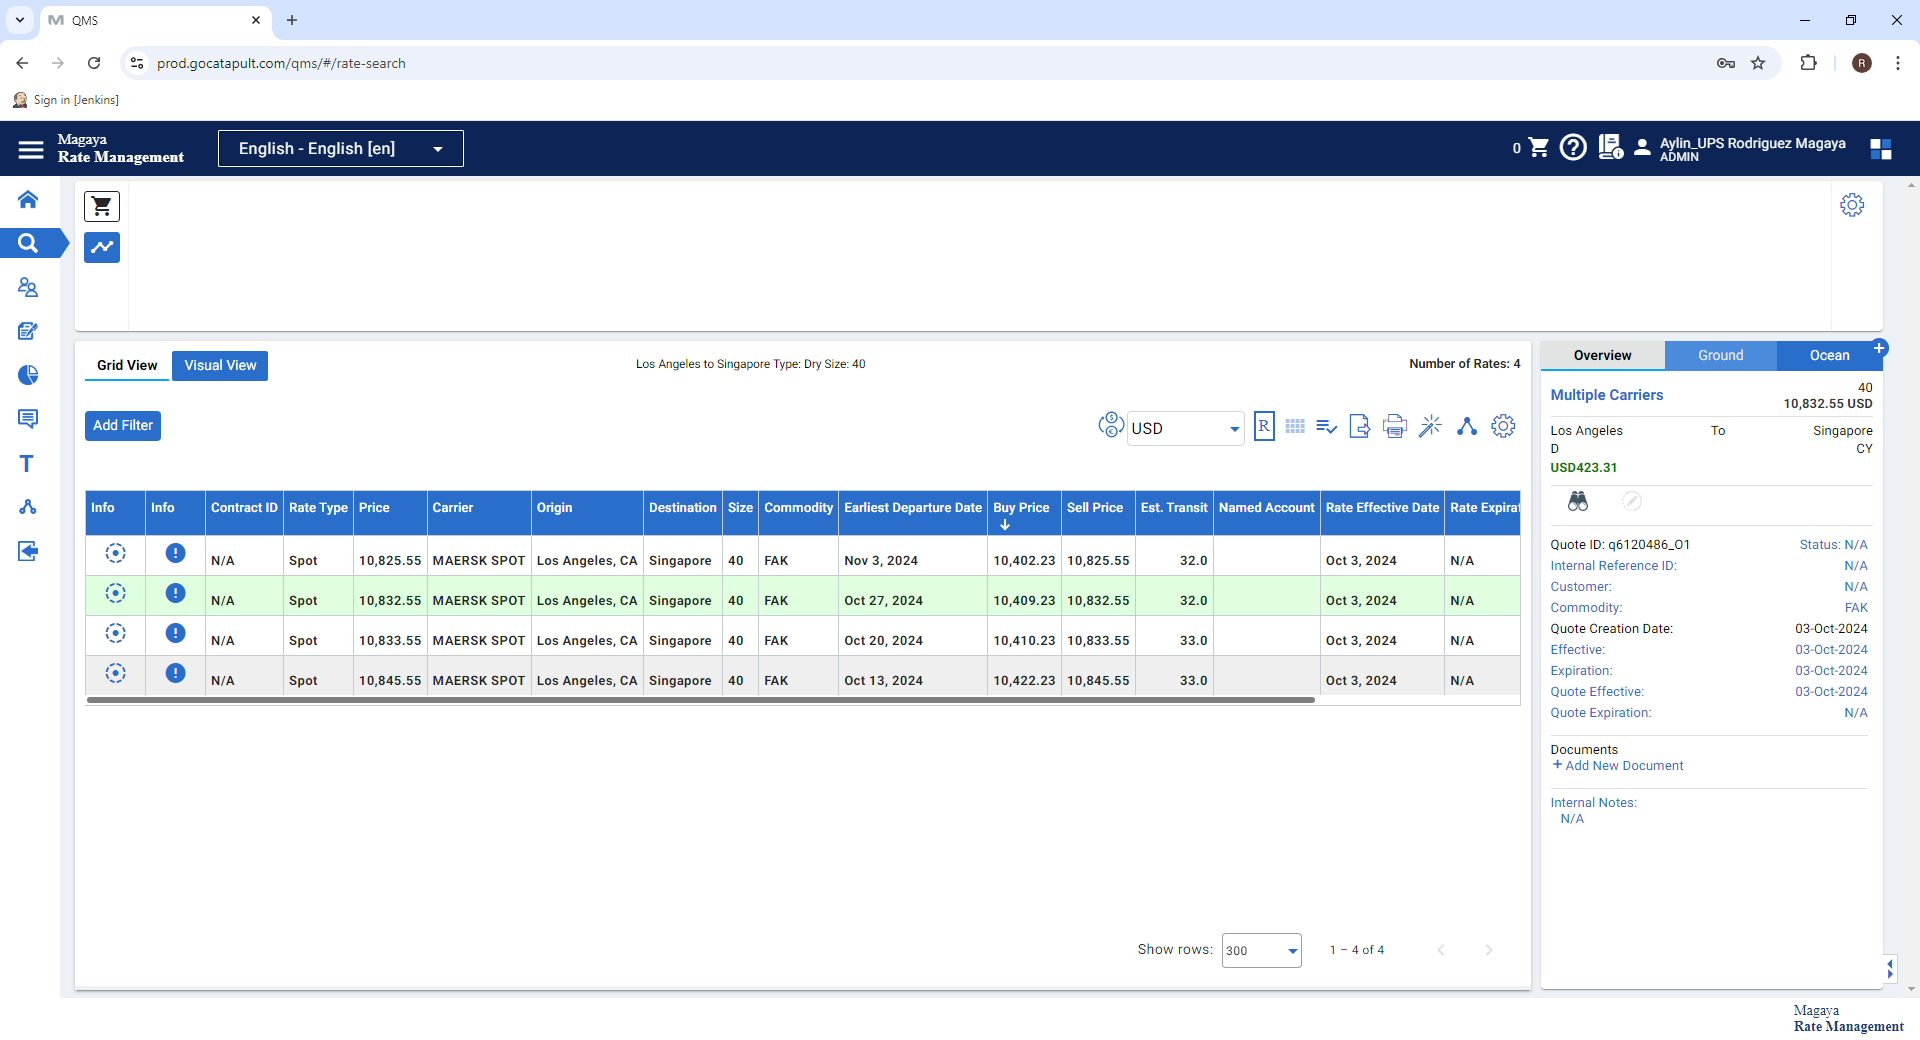 QMS
prod.gocatapult.com/qms/#/rate-search
R
Sign in [Jenkins]
Magaya
Rate Management
English - English [en]
0
Aylin_UPS Rodriguez Magaya
ADMIN
Grid View
Visual View
Los Angeles to Singapore Type: Dry Size: 40
Number of Rates: 4
Add Filter
USD
R
Info Info Contract ID Rate Type Price Carrier Origin Destination Size Commodity Earliest Departure Date Buy Price Sell Price Est. Transit Named Account Rate Effective Date Rate Expirat
N/A Spot 10,825.55 MAERSK SPOT Los Angeles, CA Singapore 40 FAK Nov 3, 2024 10,402.23 10,825.55 32.0 Oct 3, 2024 N/A
N/A Spot 10,832.55 MAERSK SPOT Los Angeles, CA Singapore 40 FAK Oct 27, 2024 10,409.23 10,832.55 32.0 Oct 3, 2024 N/A
N/A Spot 10,833.55 MAERSK SPOT Los Angeles, CA Singapore 40 FAK Oct 20, 2024 10,410.23 10,833.55 33.0 Oct 3, 2024 N/A
N/A Spot 10,845.55 MAERSK SPOT Los Angeles, CA Singapore 40 FAK Oct 13, 2024 10,422.23 10,845.55 33.0 Oct 3, 2024 N/A
Show rows: 300 1 – 4 of 4
Overview Ground Ocean
40
Multiple Carriers
10,832.55 USD
Los Angeles To Singapore
D CY
USD423.31
Quote ID: q6120486_O1 Status: N/A
Internal Reference ID: N/A
Customer: N/A
Commodity: FAK
Quote Creation Date: 03-Oct-2024
Effective: 03-Oct-2024
Expiration: 03-Oct-2024
Quote Effective: 03-Oct-2024
Quote Expiration: N/A
Documents
+ Add New Document
Internal Notes:
N/A
Magaya
Rate Management